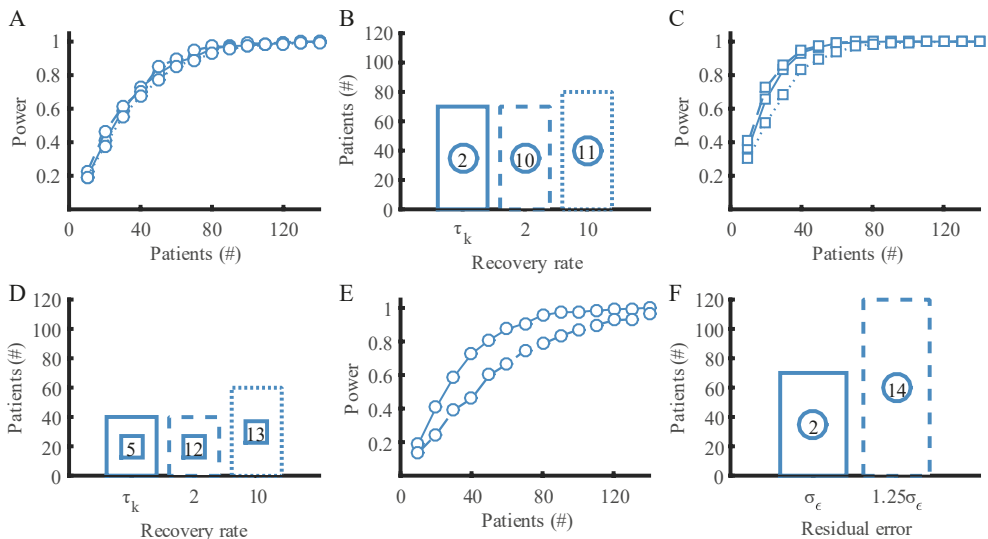 A
1
0.8
0.6
0.4
0.2
Power
0
40
80
120
Patients (#)
B
120
100
80
60
40
20
0
Patients (#)
2
10
11
τk
2
10
Recovery rate
C
1
0.8
0.6
0.4
0.2
Power
0
40
80
120
Patients (#)
D
120
100
80
60
40
20
0
Patients (#)
5
12
13
τk
2
10
Recovery rate
E
1
0.8
0.6
0.4
0.2
Power
0
40
80
120
Patients (#)
F
120
100
80
60
40
20
0
Patients (#)
2
14
σϵ
1.25σϵ
Residual error